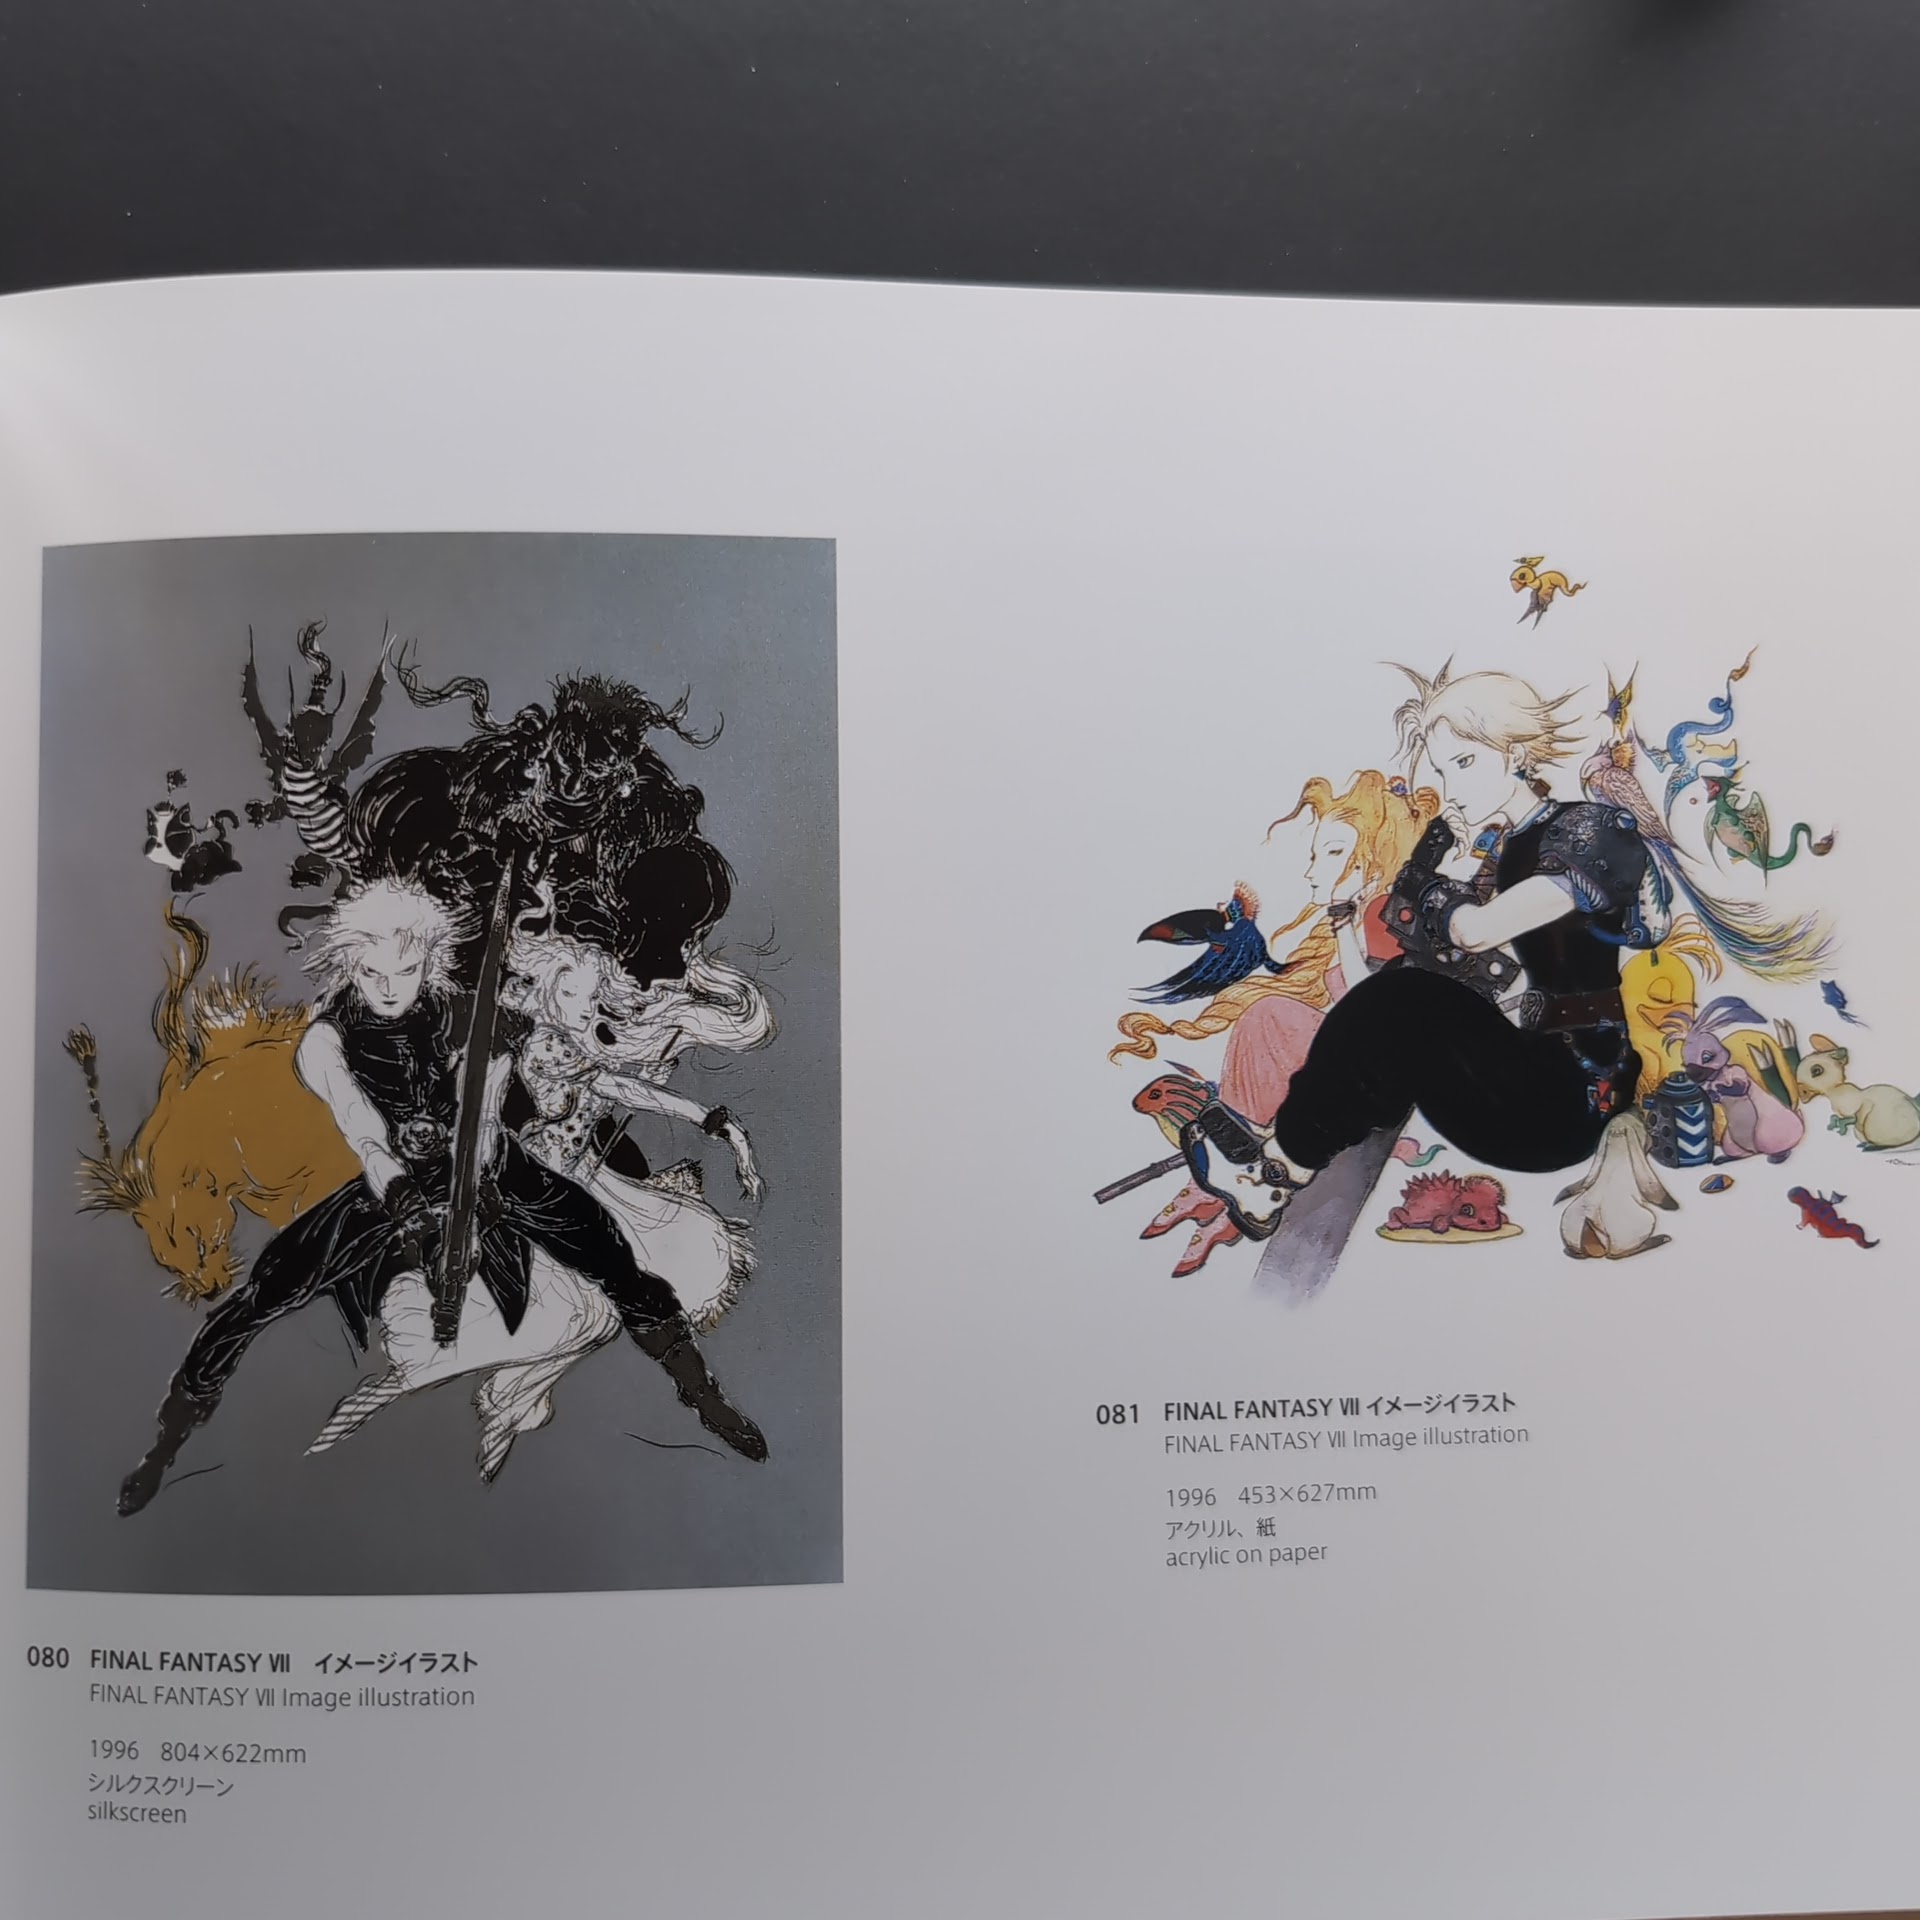 080 FINAL FANTASY Ⅶ イメージイラスト
FINAL FANTASY Ⅶ Image illustration
1996 804×622mm
シルクスクリーン
silkscreen
081 FINAL FANTASY Ⅶ イメージイラスト
FINAL FANTASY Ⅶ Image illustration
1996 453×627mm
アクリル、紙
acrylic on paper